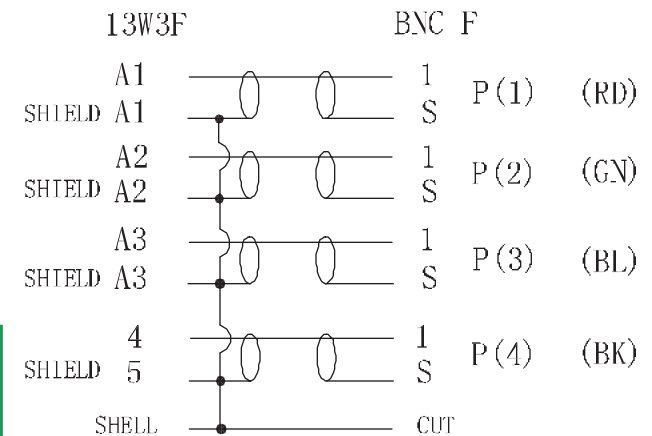 13W3F BNC F
A1 1 P(1) (RD)
SHIELD A1 S
A2 1 P(2) (GN)
SHIELD A2 S
A3 1 P(3) (BL)
SHIELD A3 S
4 1 P(4) (BK)
SHIELD 5 S
SHELL CUT